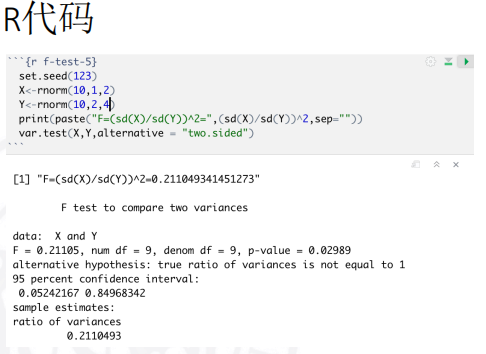 R代码
```{r f-test-5}
set.seed(123)
X<-rnorm(10,1,2)
Y<-rnorm(10,2,4)
print(paste("F=(sd(X)/sd(Y))^2=",(sd(X)/sd(Y))^2,sep=""))
var.test(X,Y,alternative = "two.sided")
```
[1] "F=(sd(X)/sd(Y))^2=0.211049341451273"
F test to compare two variances
data:  X and Y
F = 0.21105, num df = 9, denom df = 9, p-value = 0.02989
alternative hypothesis: true ratio of variances is not equal to 1
95 percent confidence interval:
0.05242167 0.84968342
sample estimates:
ratio of variances
0.2110493